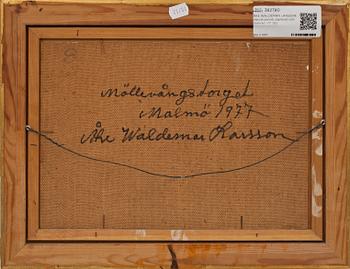 Möllevångstorget
Malmö 1977
Åke Waldemar Larsson